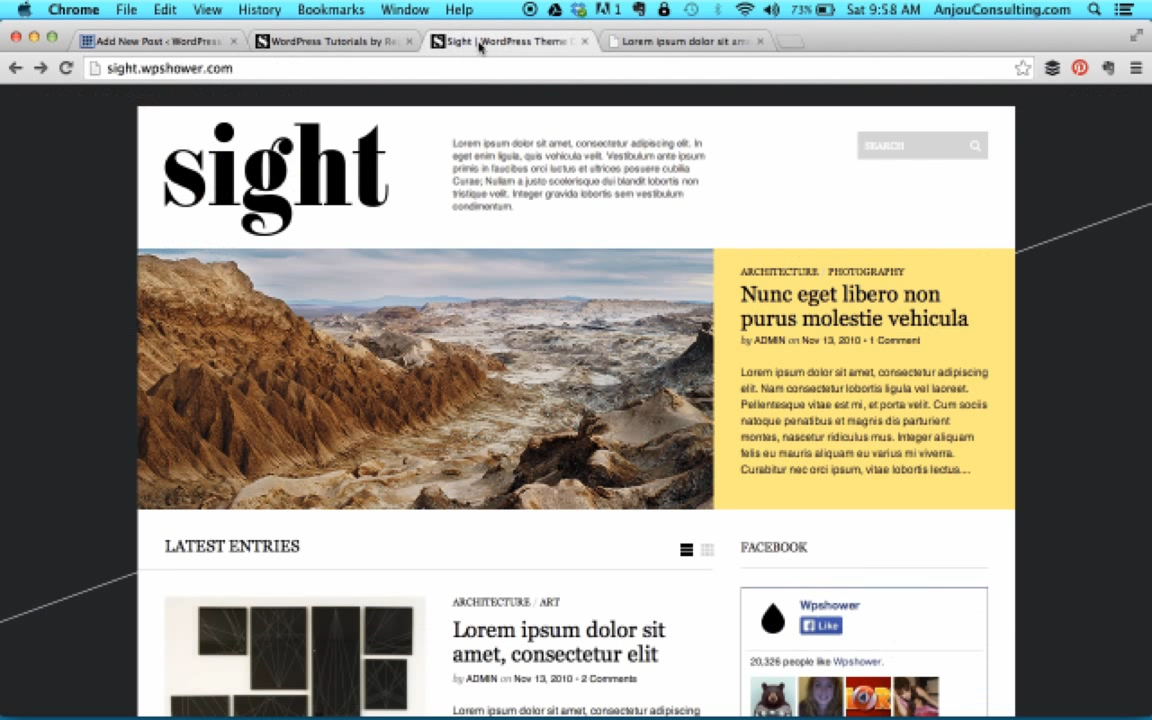 Chrome File Edit View History Bookmarks Window Help 1 73% Sat 9:58 AM AnjouConsulting.com
Add New Post ‹ WordPress WordPress Tutorials by Re Sight | WordPress Theme Lorem ipsum dolor sit am
sight.wpshower.com
sight
Lorem ipsum dolor sit amet, consectetur adipiscing elit. In
eget enim ligula, quis vehicula velit. Vestibulum ante ipsum
primis in faucibus orci luctus et ultrices posuere cubilia
Curae; Nullam a justo scelerisque dui blandit lobortis non
tristique velit. Integer gravida lobortis sem vestibulum
condimentum.
SEARCH
ARCHITECTURE / PHOTOGRAPHY
Nunc eget libero non
purus molestie vehicula
by ADMIN on Nov 13, 2010 • 1 Comment
Lorem ipsum dolor sit amet, consectetur adipiscing
elit. Nam consectetur lobortis ligula vel laoreet.
Pellentesque vitae est mi, et porta velit. Cum sociis
natoque penatibus et magnis dis parturient
montes, nascetur ridiculus mus. Integer aliquam
felis eu mauris aliquam eu varius mi viverra.
Curabitur nec orci ipsum, vitae lobortis lectus…
LATEST ENTRIES
ARCHITECTURE / ART
Lorem ipsum dolor sit
amet, consectetur elit
by ADMIN on Nov 13, 2010 • 2 Comments
Lorem ipsum dolor sit amet, consectetur adipiscing
FACEBOOK
Wpshower
Like
20,326 people like Wpshower.